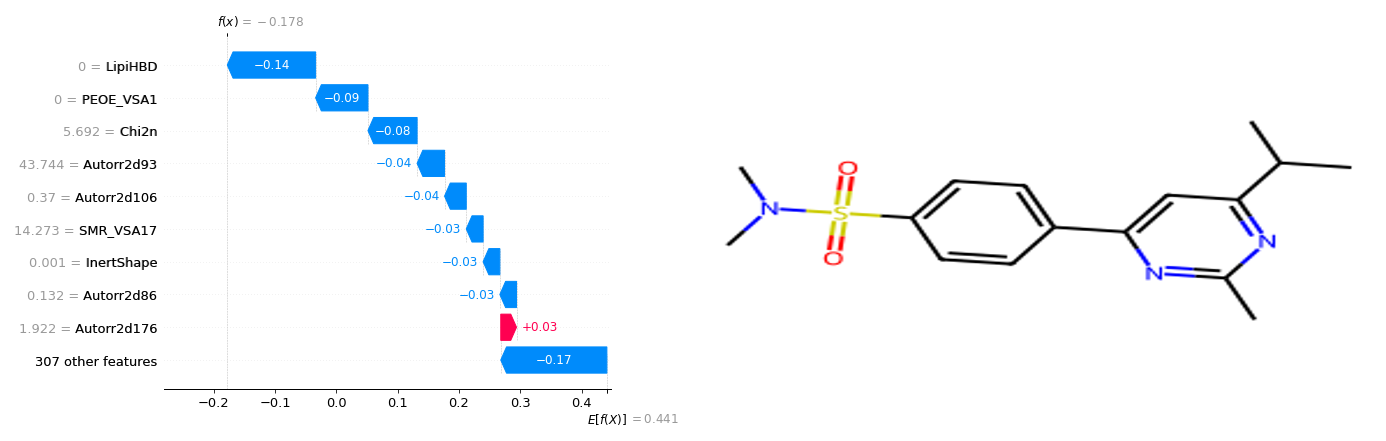 f(x) = −0.178
0 = LipiHBD
−0.14
0 = PEOE_VSA1
−0.09
5.692 = Chi2n
−0.08
43.744 = Autorr2d93
−0.04
0.37 = Autorr2d106
−0.04
14.273 = SMR_VSA17
−0.03
0.001 = InertShape
−0.03
0.132 = Autorr2d86
−0.03
1.922 = Autorr2d176
+0.03
307 other features
−0.17
−0.2 −0.1 0.0 0.1 0.2 0.3 0.4
E[f(X)] = 0.441
O
N S
O
N
N